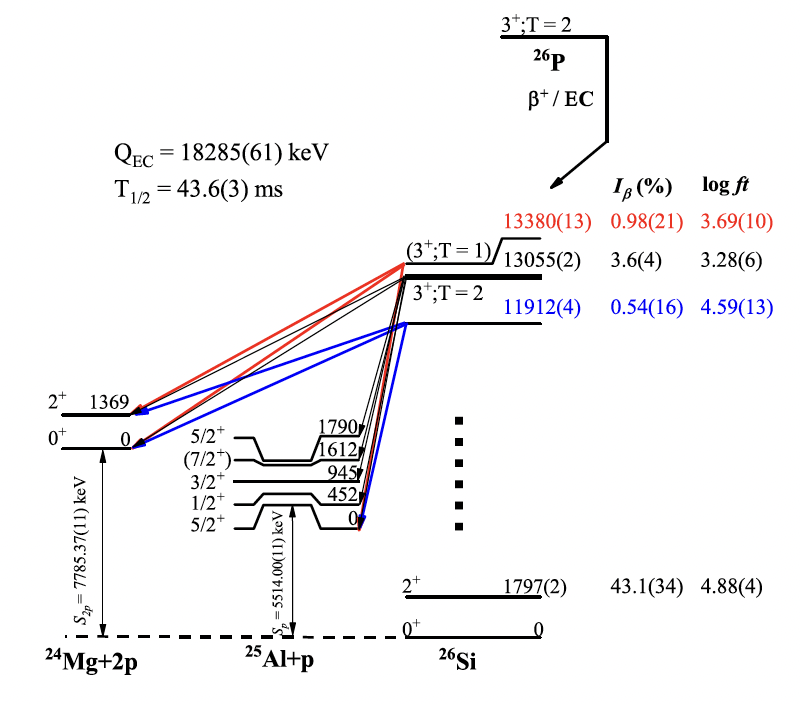 3⁺;T = 2
²⁶P
β⁺ / EC
Q_EC = 18285(61) keV
T_1/2 = 43.6(3) ms
I_β (%) log ft
13380(13) 0.98(21) 3.69(10)
(3⁺;T = 1) 13055(2) 3.6(4) 3.28(6)
3⁺;T = 2
11912(4) 0.54(16) 4.59(13)
2⁺ 1369
0⁺ 0
5/2⁺ 1790
(7/2⁺) 1612
3/2⁺ 945
1/2⁺ 452
5/2⁺ 0
S_2p = 7785.37(11) keV
S_p = 5514.00(11) keV
2⁺ 1797(2) 43.1(34) 4.88(4)
0⁺ 0
²⁴Mg+2p ²⁵Al+p ²⁶Si